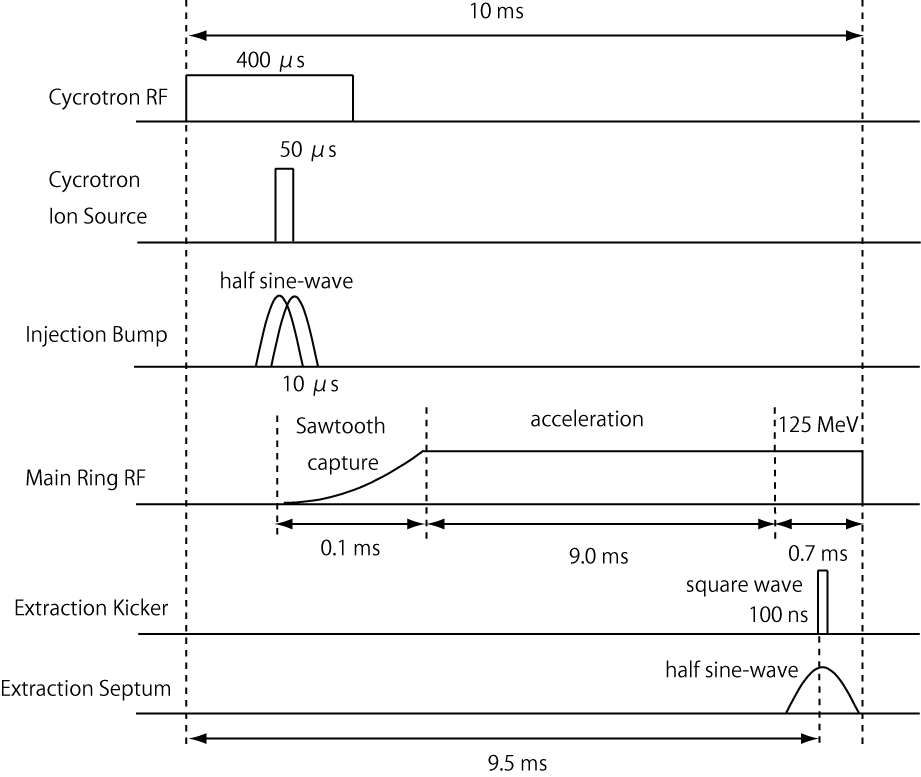 10 ms
400 μs
Cycrotron RF
50 μs
Cycrotron
Ion Source
half sine-wave
Injection Bump
10 μs
Sawtooth
capture
acceleration
125 MeV
Main Ring RF
0.1 ms
9.0 ms
0.7 ms
square wave
100 ns
Extraction Kicker
half sine-wave
Extraction Septum
9.5 ms